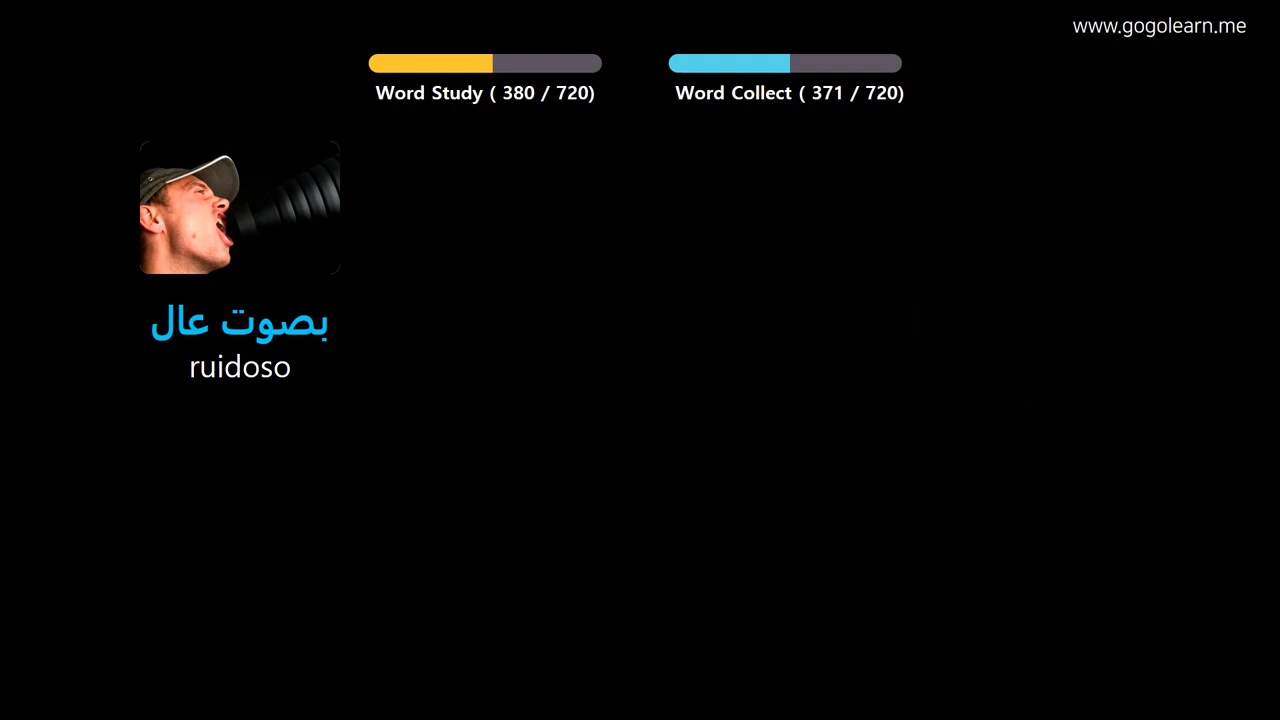 www.gogolearn.me
Word Study ( 380 / 720)
Word Collect ( 371 / 720)
بصوت عال
ruidoso